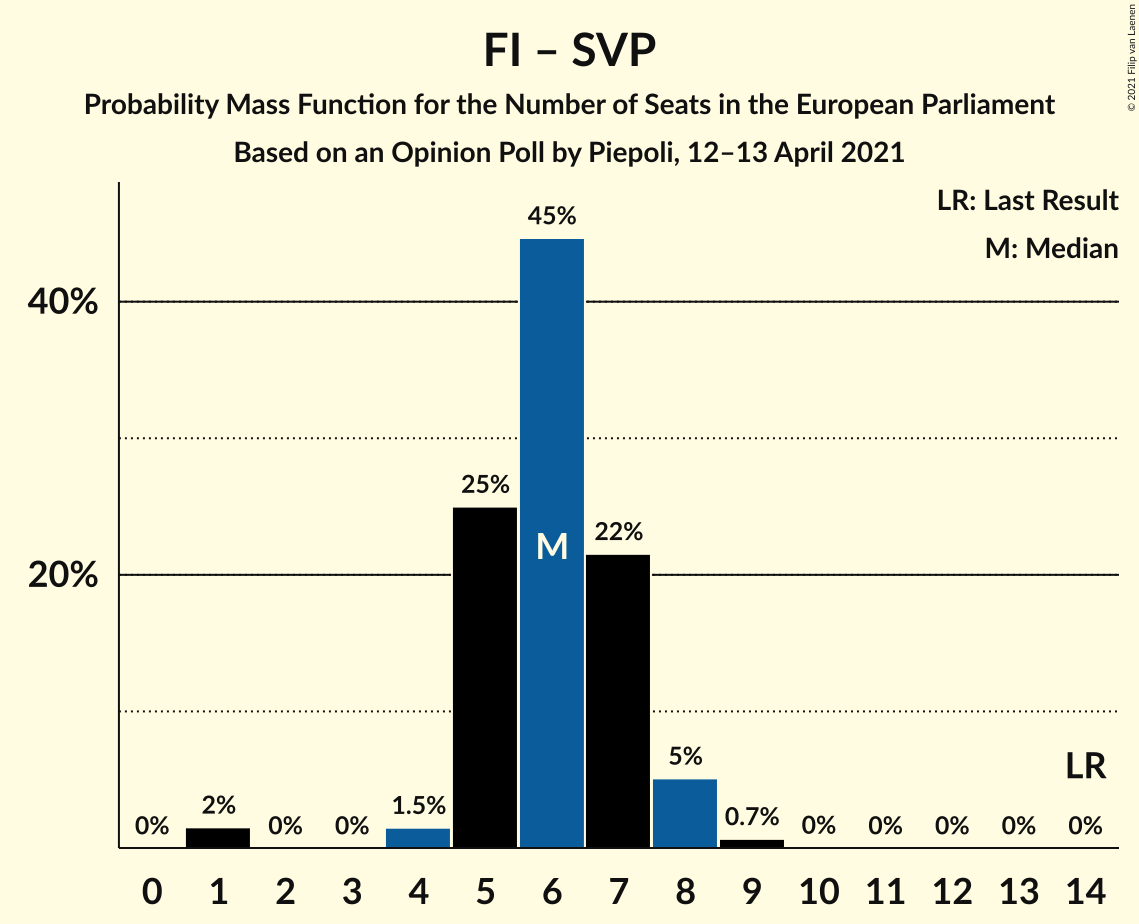 FI – SVP
Probability Mass Function for the Number of Seats in the European Parliament
Based on an Opinion Poll by Piepoli, 12–13 April 2021
© 2021 Filip van Laenen
LR: Last Result
M: Median
45%
40%
25%
22%
M
20%
5%
LR
2%
1.5%
0.7%
0% 0% 0% 0% 0% 0% 0% 0%
0 1 2 3 4 5 6 7 8 9 10 11 12 13 14